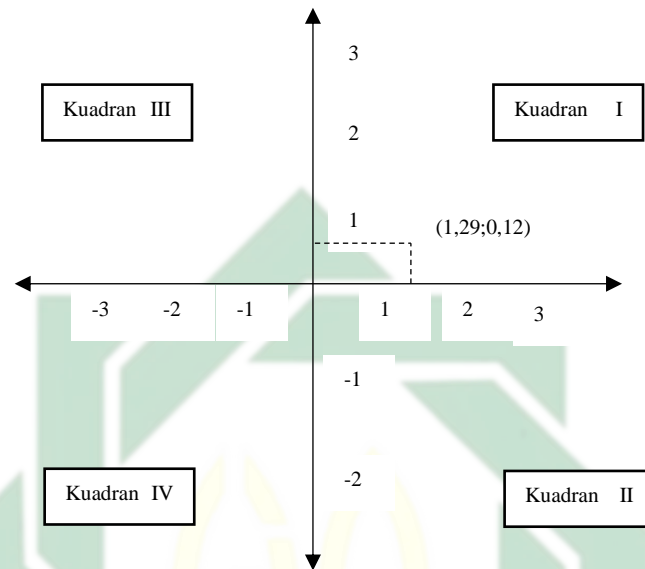 3
Kuadran III
Kuadran I
2
1
(1,29;0,12)
-3 -2 -1 1 2 3
-1
Kuadran IV
-2
Kuadran II